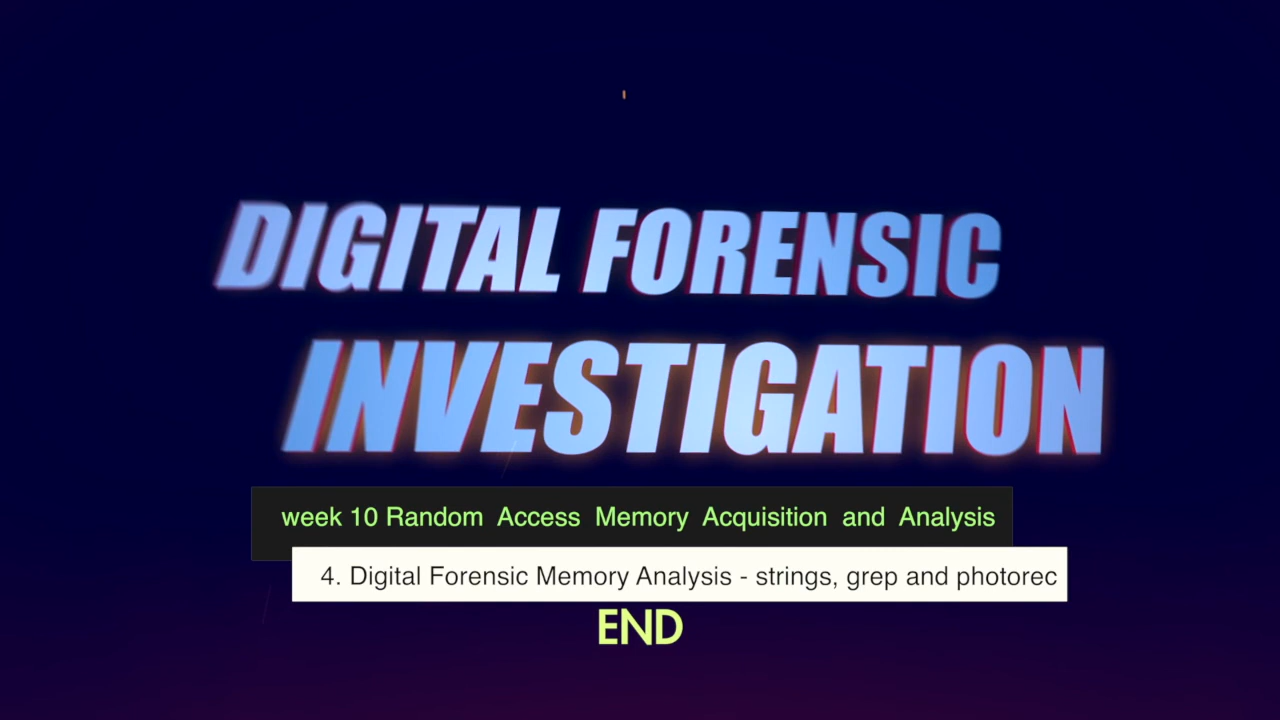 DIGITAL FORENSIC
INVESTIGATION
week 10 Random Access Memory Acquisition and Analysis
4. Digital Forensic Memory Analysis - strings, grep and photorec
END